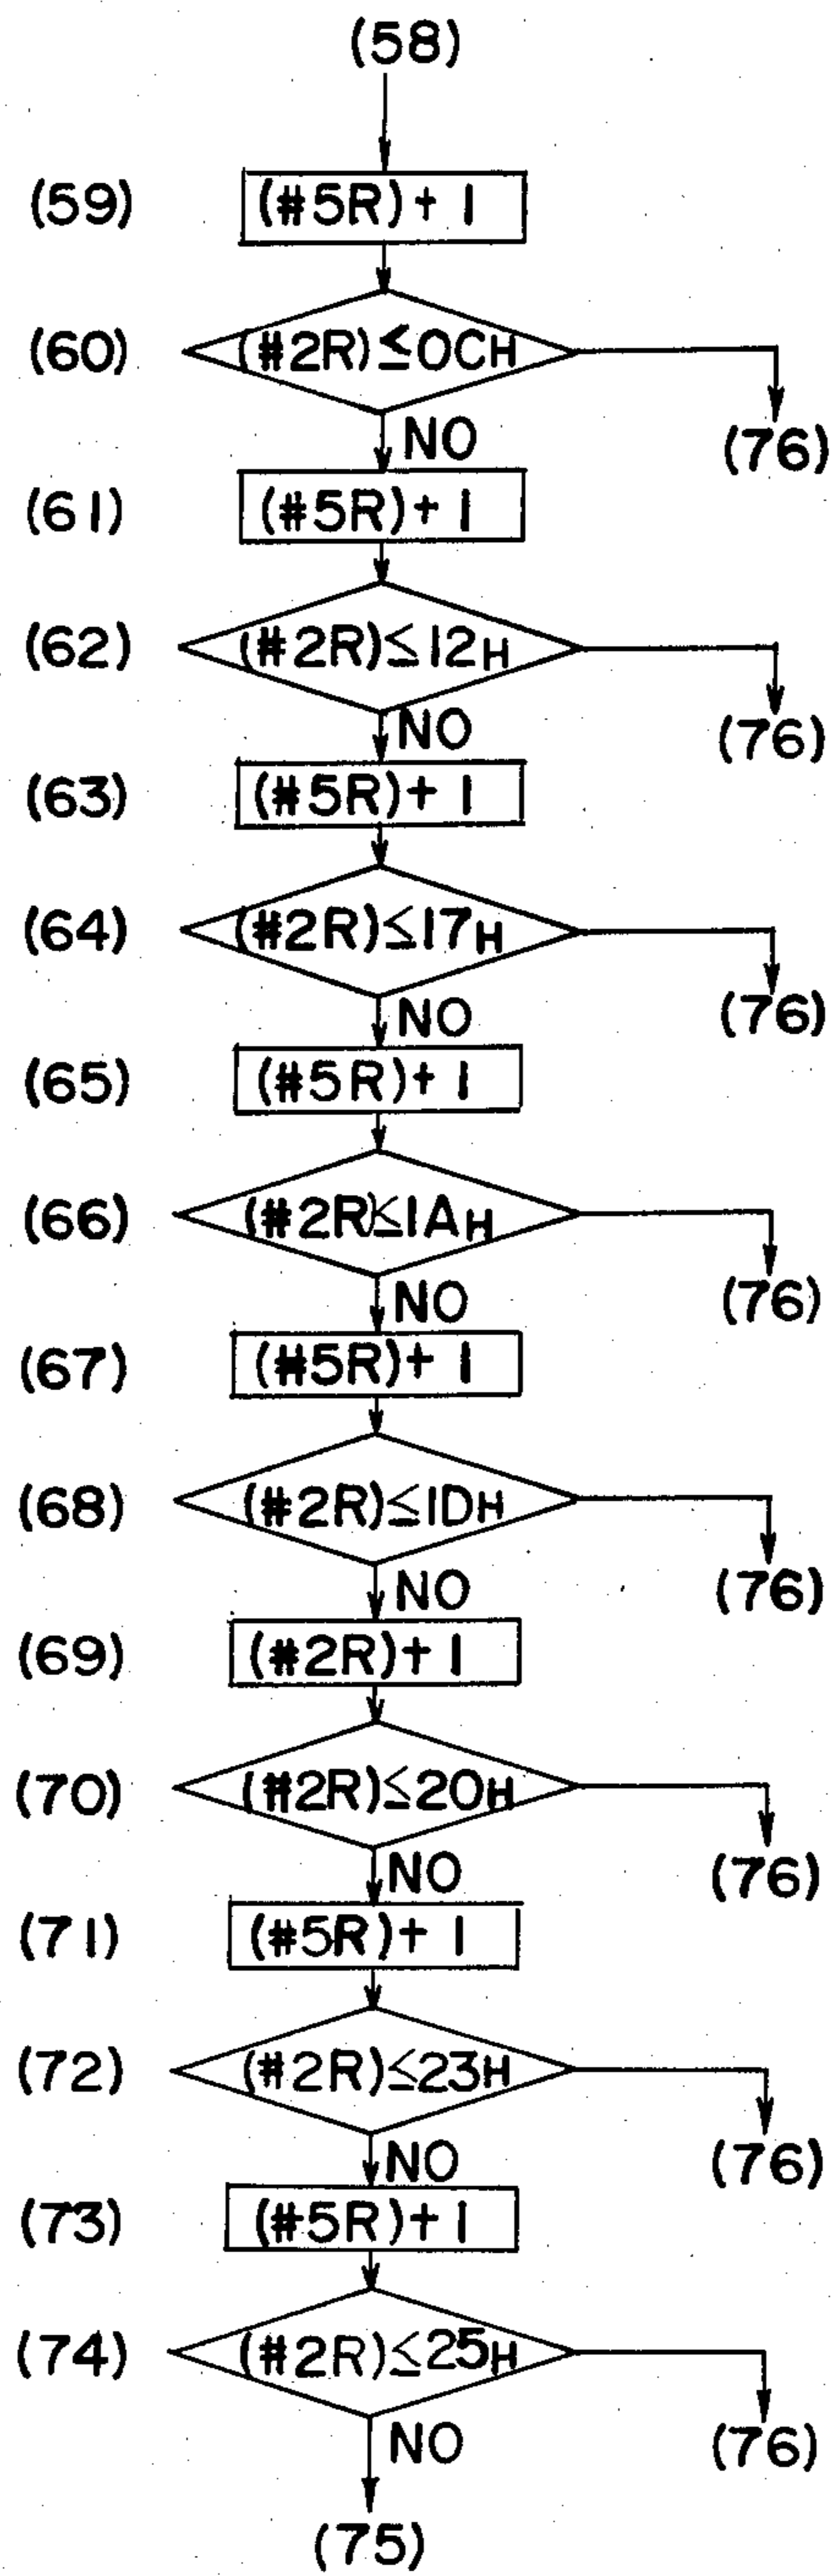 (58)
(59) (#5R)+1
(60) (#2R)≤0CH
NO (76)
(61) (#5R)+1
(62) (#2R)≤12H
NO (76)
(63) (#5R)+1
(64) (#2R)≤17H
NO (76)
(65) (#5R)+1
(66) (#2R)≤1AH
NO (76)
(67) (#5R)+1
(68) (#2R)≤1DH
NO (76)
(69) (#2R)+1
(70) (#2R)≤20H
NO (76)
(71) (#5R)+1
(72) (#2R)≤23H
NO (76)
(73) (#5R)+1
(74) (#2R)≤25H
NO (76)
(75)